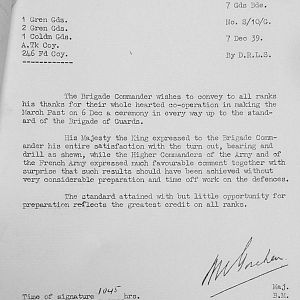 1 Gren Gds.
7 Gds Bde.
2 Gren Gds.
No. S/10/G.
1 Coldm Gds.
A.Tk Coy.
7 Dec 39.
246 Fd Coy.
By D.R.L.S.
The Brigade Commander wishes to convey to all ranks
his thanks for their whole hearted co-operation in making the
March Past on 6 Dec a ceremony in every way up to the stand-
ard of the Brigade of Guards.
His Majesty the King expressed to the Brigade Comm-
ander his entire satisfaction with the turn out, bearing and
drill as shewn, while the Higher Commanders of the Army and of
the French Army expressed much favourable comment together with
surprise that such results should have been achieved without
very considerable preparation and time off work on the defences.
The standard attained with but little opportunity for
preparation reflects the greatest credit on all ranks.
Maj.
Time of signature 1045 hrs.
B.M.